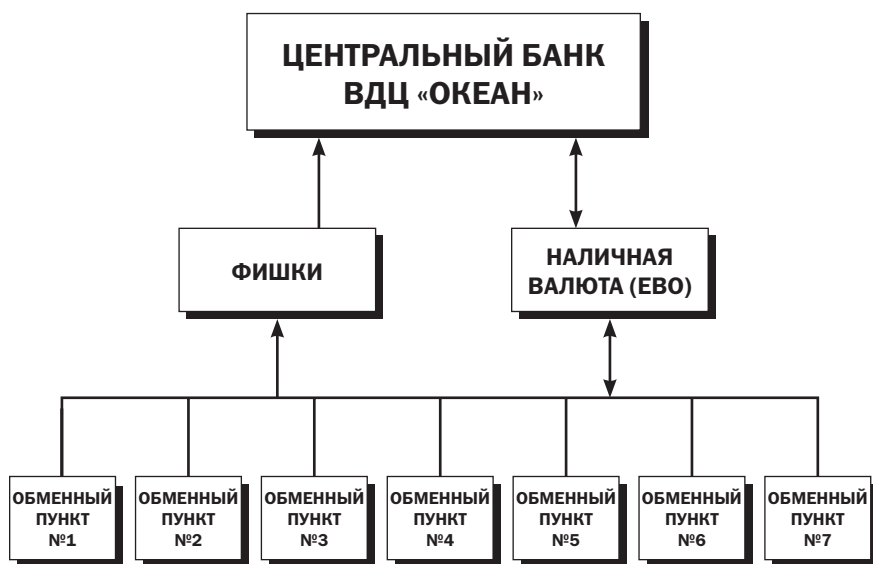 ЦЕНТРАЛЬНЫЙ БАНК
ВДЦ «ОКЕАН»
ФИШКИ
НАЛИЧНАЯ
ВАЛЮТА (ЕВО)
ОБМЕННЫЙ
ПУНКТ
№1
ОБМЕННЫЙ
ПУНКТ
№2
ОБМЕННЫЙ
ПУНКТ
№3
ОБМЕННЫЙ
ПУНКТ
№4
ОБМЕННЫЙ
ПУНКТ
№5
ОБМЕННЫЙ
ПУНКТ
№6
ОБМЕННЫЙ
ПУНКТ
№7